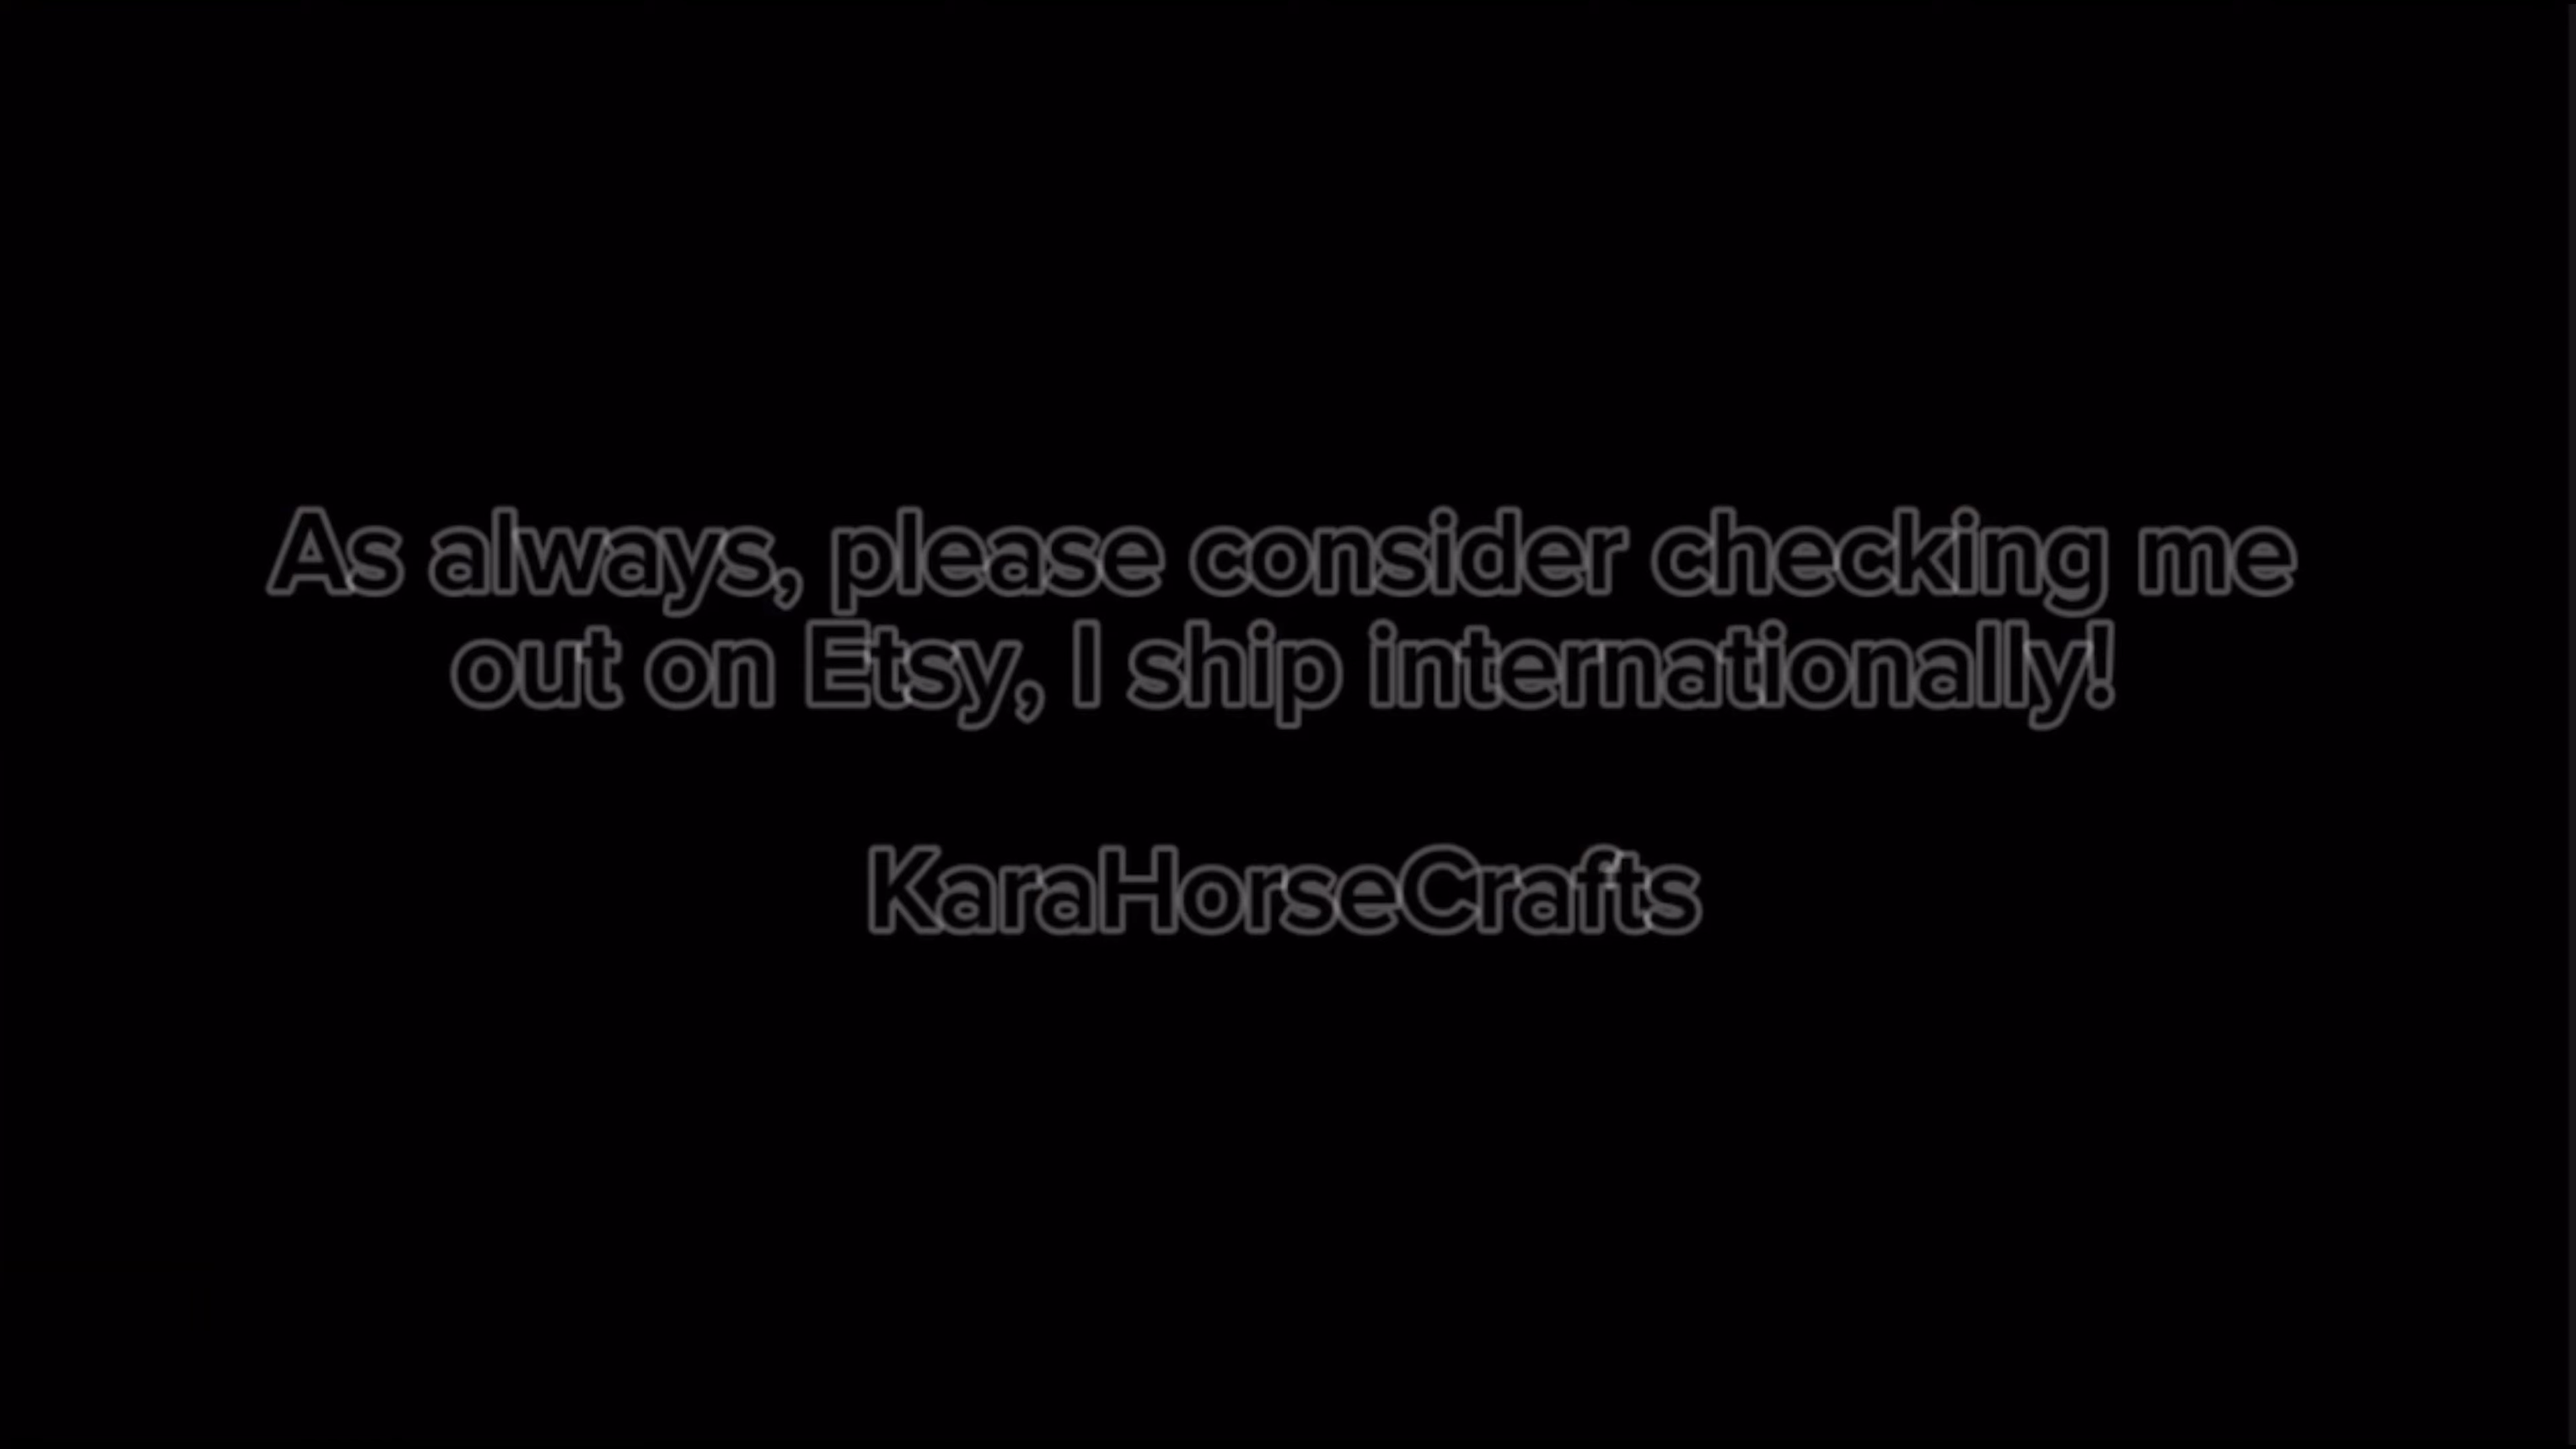 As always, please consider checking me
out on Etsy, I ship internationally!
KaraHorseCrafts